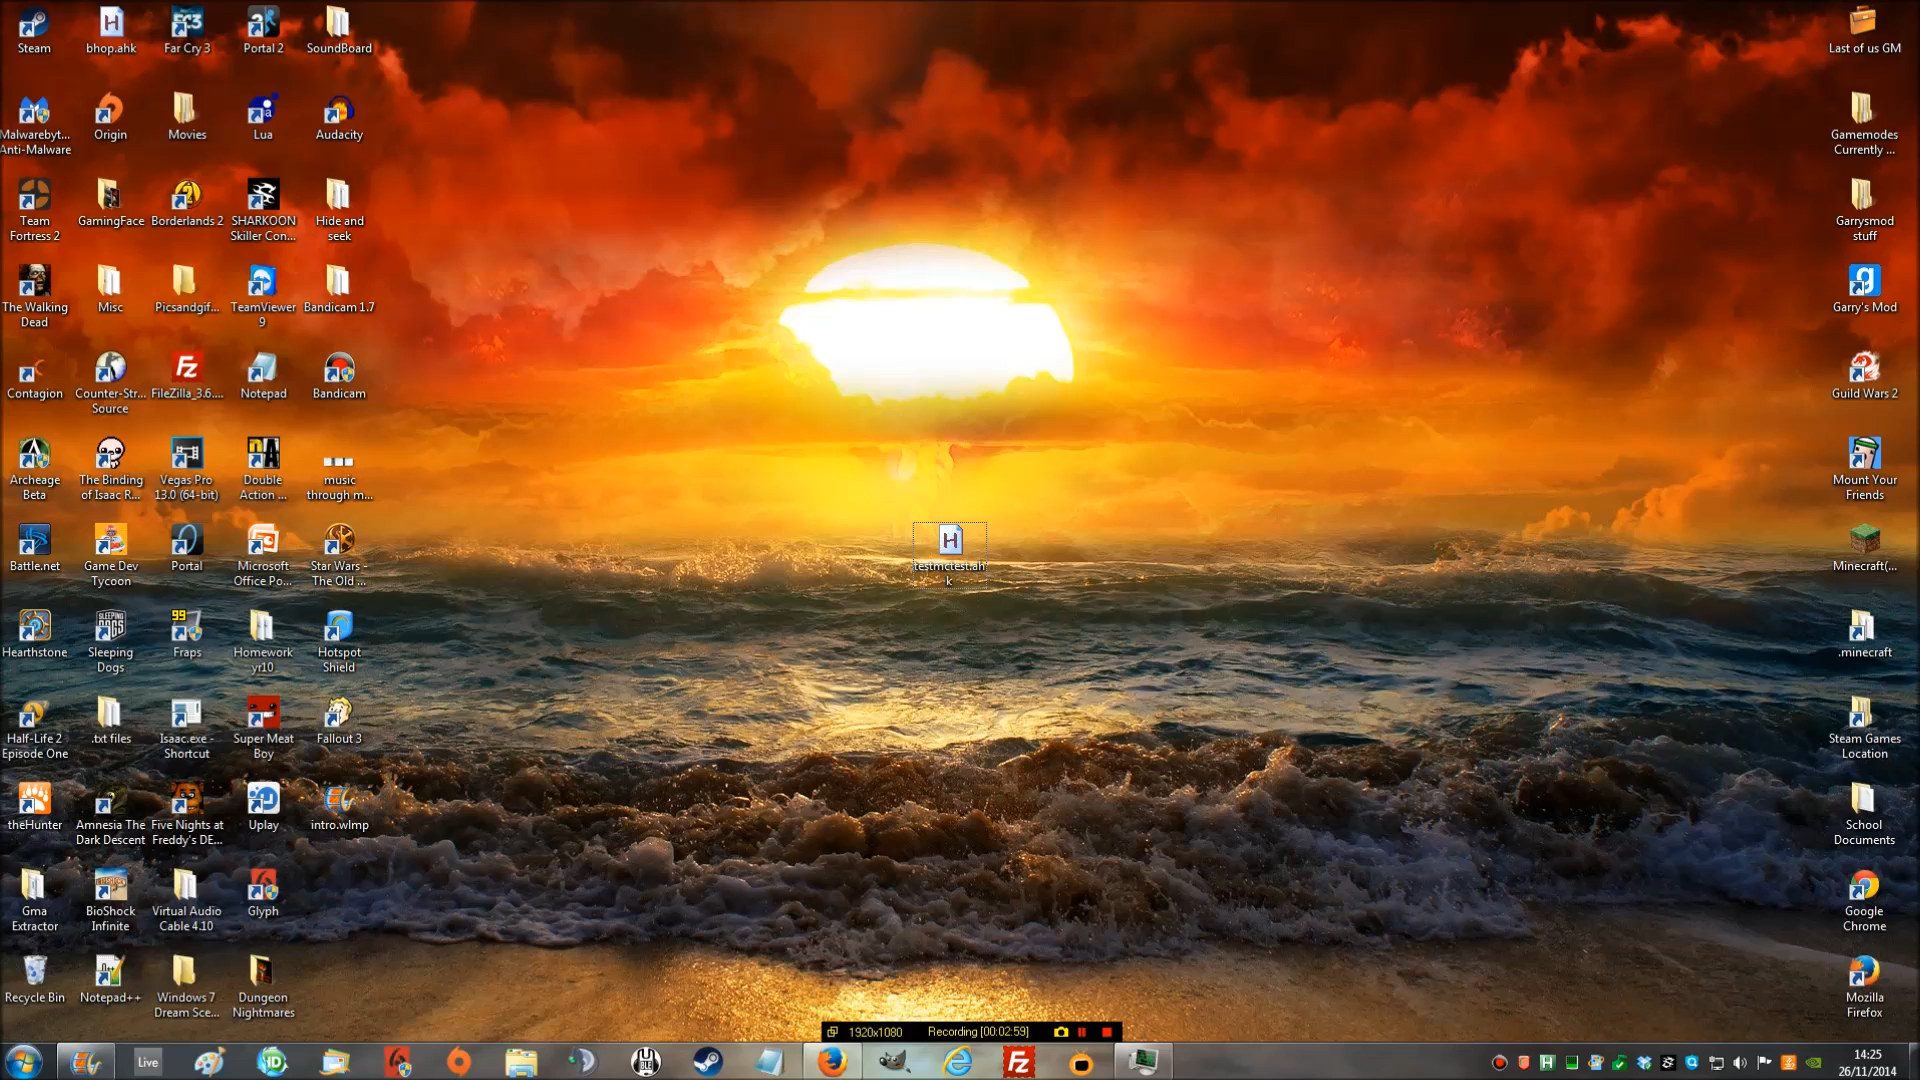 Steam
bhop.ahk
Far Cry 3
Portal 2
SoundBoard
Last of us GM
Malwarebyt...
Anti-Malware
Origin
Movies
Lua
Audacity
Gamemodes
Currently ...
Team
Fortress 2
GamingFace
Borderlands 2
SHARKOON
Skiller Con...
Hide and
seek
Garrysmod
stuff
The Walking
Dead
Misc
Picsandgif...
TeamViewer
9
Bandicam 1.7
Garry's Mod
Contagion
Counter-Str...
Source
FileZilla_3.6....
Notepad
Bandicam
Guild Wars 2
Archeage
Beta
The Binding
of Isaac R...
Vegas Pro
13.0 (64-bit)
Double
Action ...
music
through m...
Mount Your
Friends
Battle.net
Game Dev
Tycoon
Portal
Microsoft
Office Po...
Star Wars -
The Old ...
testmctest.ah
k
Minecraft(...
Hearthstone
Sleeping
Dogs
99
Fraps
Homework
yr10
Hotspot
Shield
.minecraft
Half-Life 2
Episode One
.txt files
Isaac.exe -
Shortcut
Super Meat
Boy
Fallout 3
Steam Games
Location
theHunter
Amnesia The
Dark Descent
Five Nights at
Freddy's DE...
Uplay
intro.wlmp
School
Documents
Gma
Extractor
BioShock
Infinite
Virtual Audio
Cable 4.10
Glyph
Google
Chrome
Recycle Bin
Notepad++
Windows 7
Dream Sce...
Dungeon
Nightmares
Mozilla
Firefox
1920x1080 Recording [00:02:59]
Live
14:25
26/11/2014